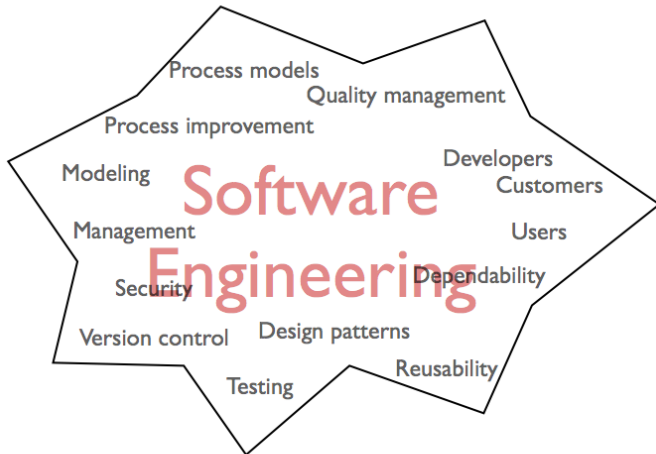 Process models
Quality management
Process improvement
Developers
Modeling
Customers
Software
Management
Users
Engineering
Dependability
Security
Version control
Design patterns
Reusability
Testing